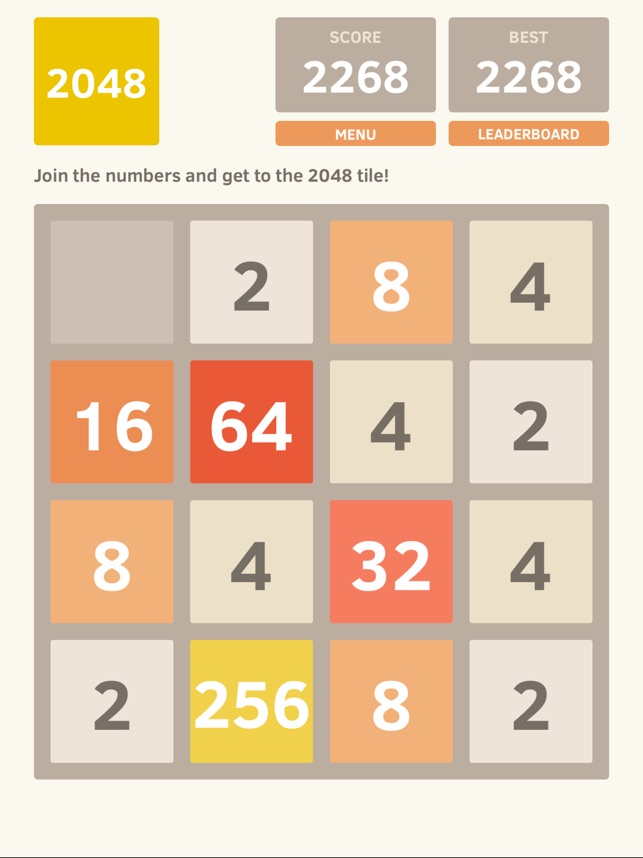 2048
SCORE
2268
BEST
2268
MENU
LEADERBOARD
Join the numbers and get to the 2048 tile!
2 8 4
16 64 4 2
8 4 32 4
2 256 8 2